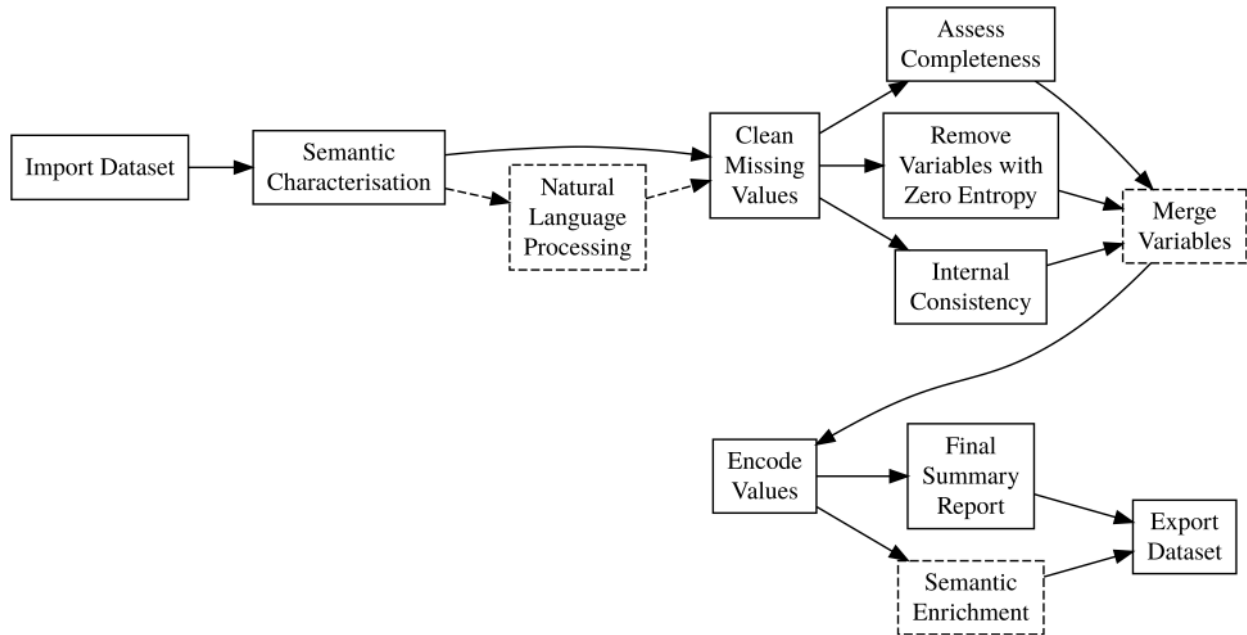 Import Dataset
Semantic
Characterisation
Natural
Language
Processing
Clean
Missing
Values
Assess
Completeness
Remove
Variables with
Zero Entropy
Internal
Consistency
Merge
Variables
Encode
Values
Final
Summary
Report
Semantic
Enrichment
Export
Dataset